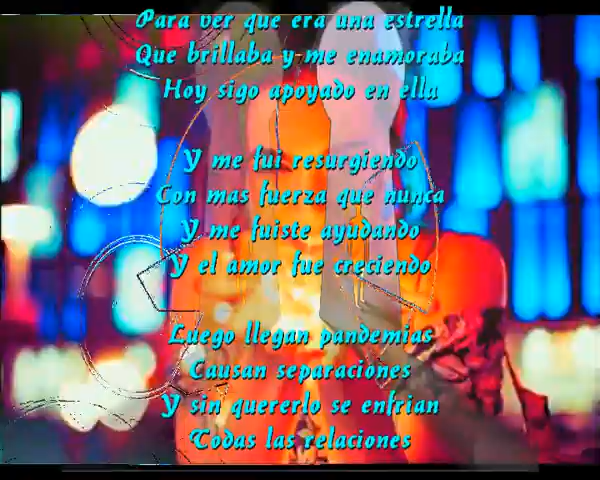 Para ver que era una estrella
Que brillaba y me enamoraba
Hoy sigo apoyado en ella
Y me fui resurgiendo
Con mas fuerza que nunca
Y me fuiste ayudando
Y el amor fue creciendo
Luego llegan pandemias
Causan separaciones
Y sin quererlo se enfrian
Todas las relaciones